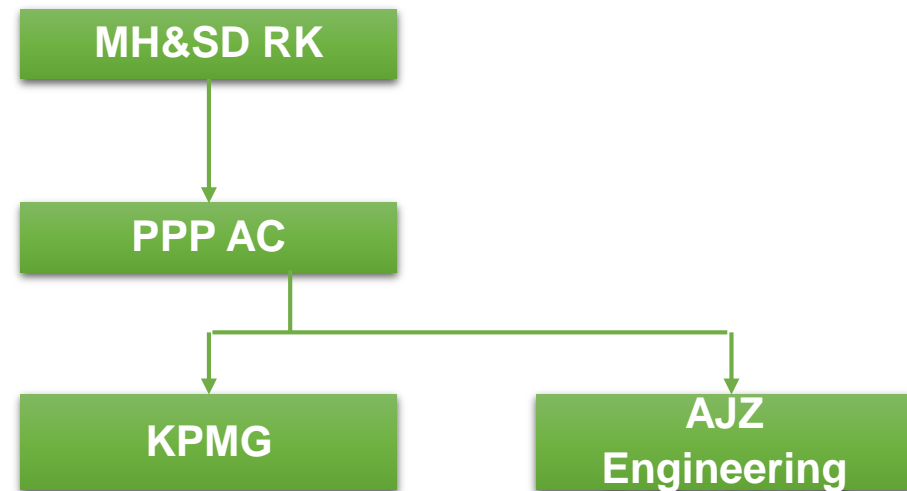 MH&SD RK
PPP AC
KPMG
AJZ
Engineering